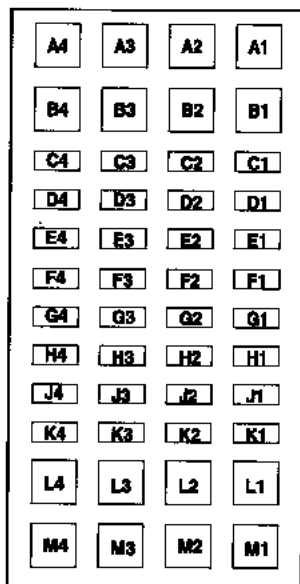 A4 A3 A2 A1
B4 B3 B2 B1
C4 C3 C2 C1
D4 D3 D2 D1
E4 E3 E2 E1
F4 F3 F2 F1
G4 G3 G2 G1
H4 H3 H2 H1
J4 J3 J2 J1
K4 K3 K2 K1
L4 L3 L2 L1
M4 M3 M2 M1